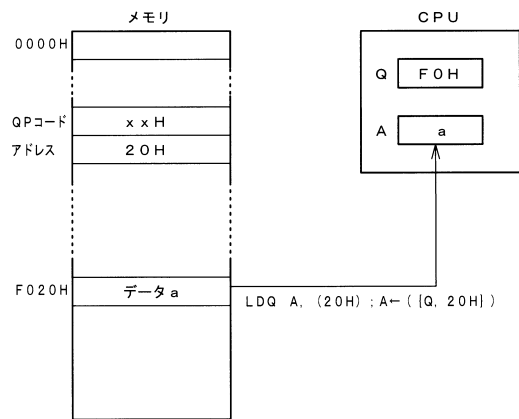 メモリ
CPU
0000H
Q F0H
QPコード xxH
A a
アドレス 20H
F020H データa
LDQ A, (20H) ; A← ( {Q, 20H} )